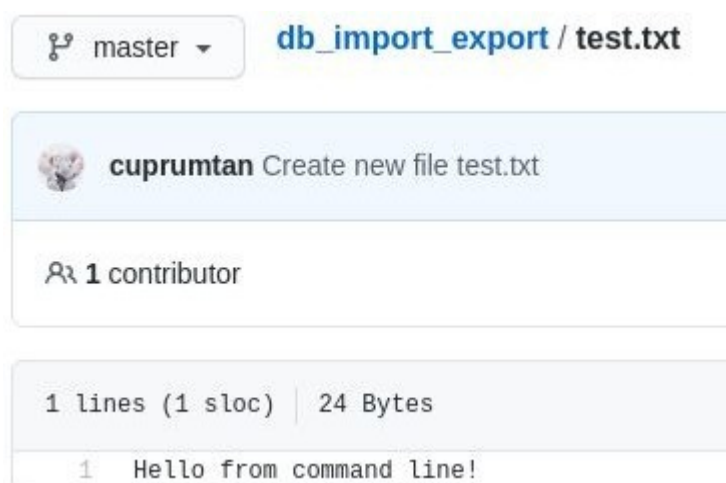 master db_import_export / test.txt
cuprumtan Create new file test.txt
1 contributor
1 lines (1 sloc) 24 Bytes
1 Hello from command line!